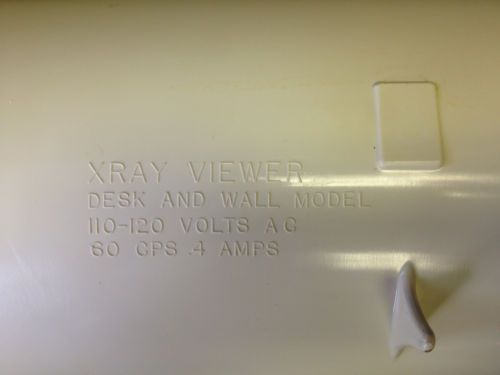 XRAY VIEWER
DESK AND WALL MODEL
110-120 VOLTS AC
60 CPS .4 AMPS